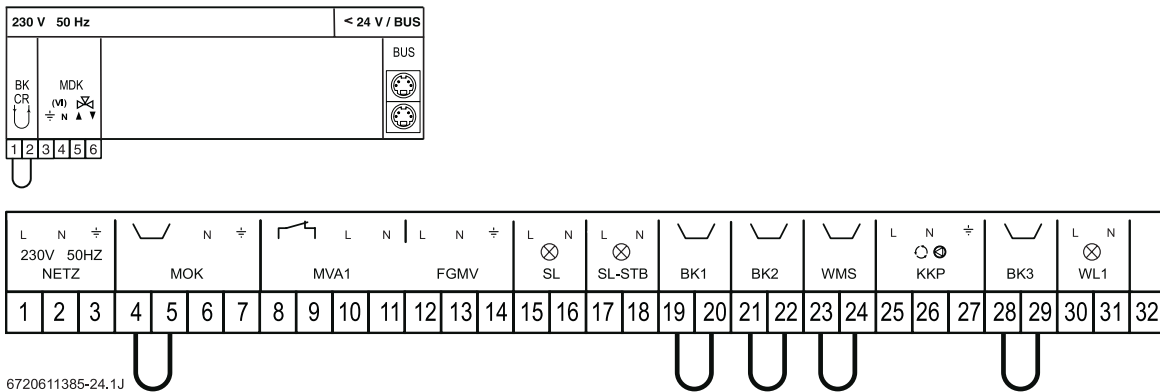 230 V 50 Hz < 24 V / BUS
BUS
BK MDK
CR (VI)
N
1 2 3 4 5 6
L N N L N L N L N L N L N L N
230V 50HZ
NETZ MOK MVA1 FGMV SL SL-STB BK1 BK2 WMS KKP BK3 WL1
1 2 3 4 5 6 7 8 9 10 11 12 13 14 15 16 17 18 19 20 21 22 23 24 25 26 27 28 29 30 31 32
6720611385-24.1J